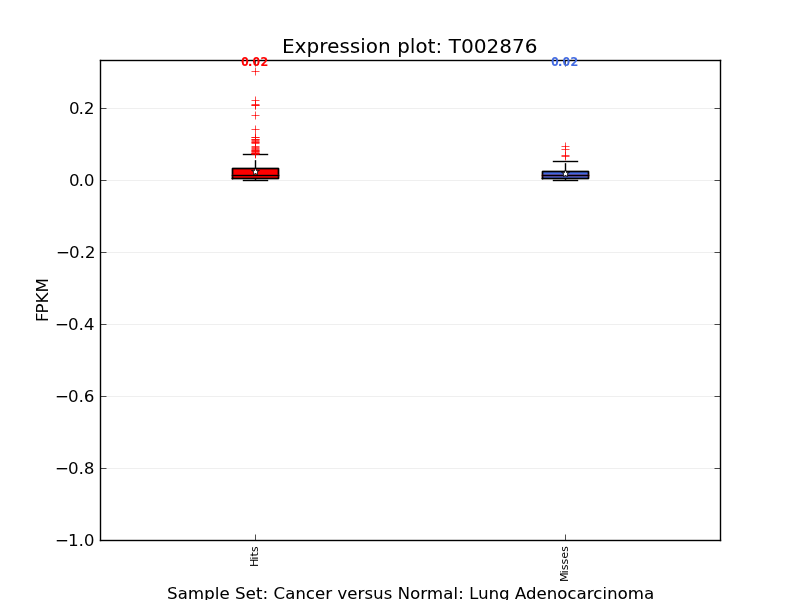 Expression plot: T002876
0.02
0.02
0.2
0.0
−0.2
−0.4
−0.6
−0.8
−1.0
FPKM
Hits
Misses
Sample Set: Cancer versus Normal: Lung Adenocarcinoma